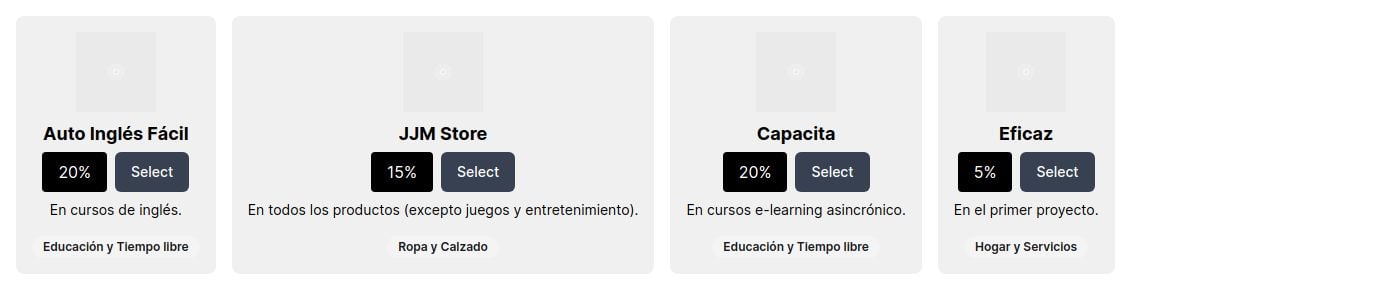 Auto Inglés Fácil
20% Select
En cursos de inglés.
Educación y Tiempo libre
JJM Store
15% Select
En todos los productos (excepto juegos y entretenimiento).
Ropa y Calzado
Capacita
20% Select
En cursos e-learning asincrónico.
Educación y Tiempo libre
Eficaz
5% Select
En el primer proyecto.
Hogar y Servicios